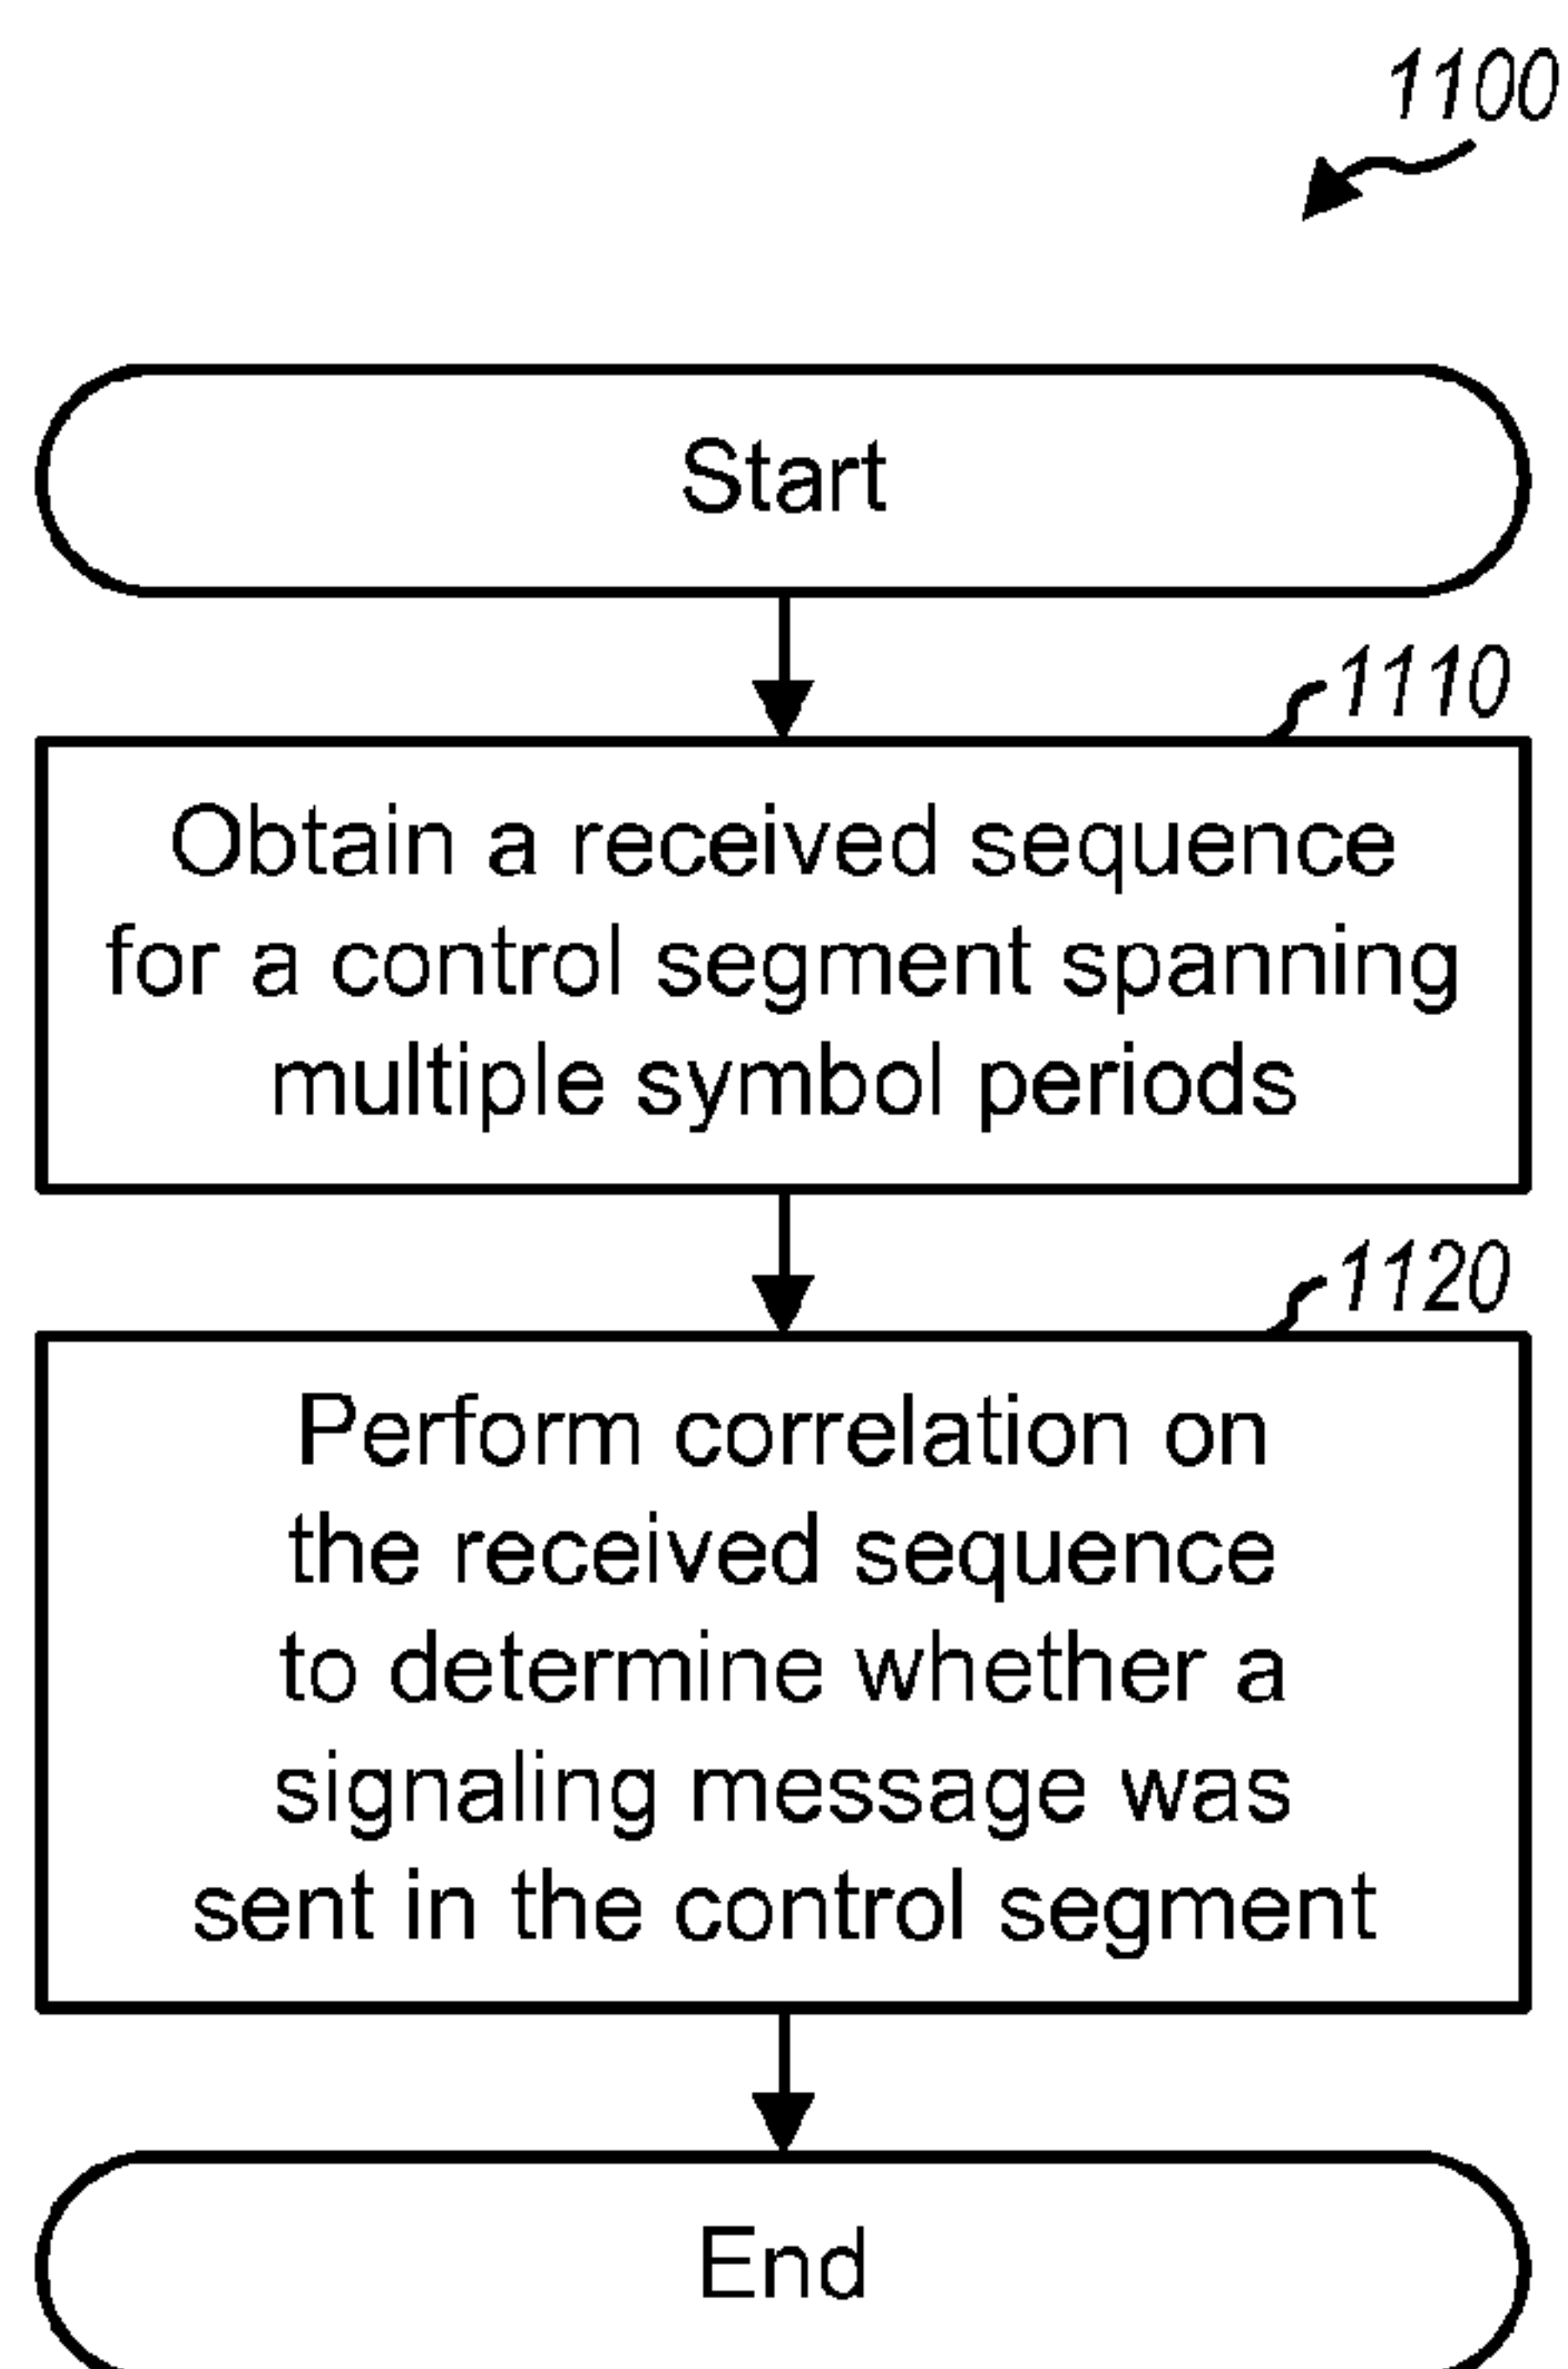 1100
Start
1110
Obtain a received sequence
for a control segment spanning
multiple symbol periods
1120
Perform correlation on
the received sequence
to determine whether a
signaling message was
sent in the control segment
End